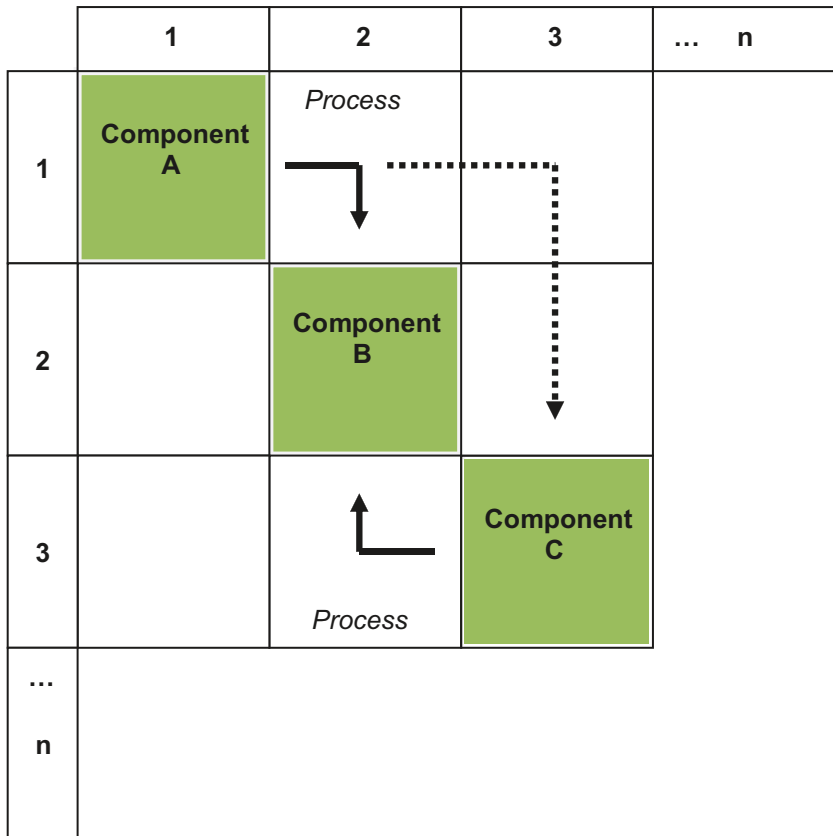 1 2 3 … n
Process
Component
A
1
Component
B
2
Component
C
3
Process
…
n